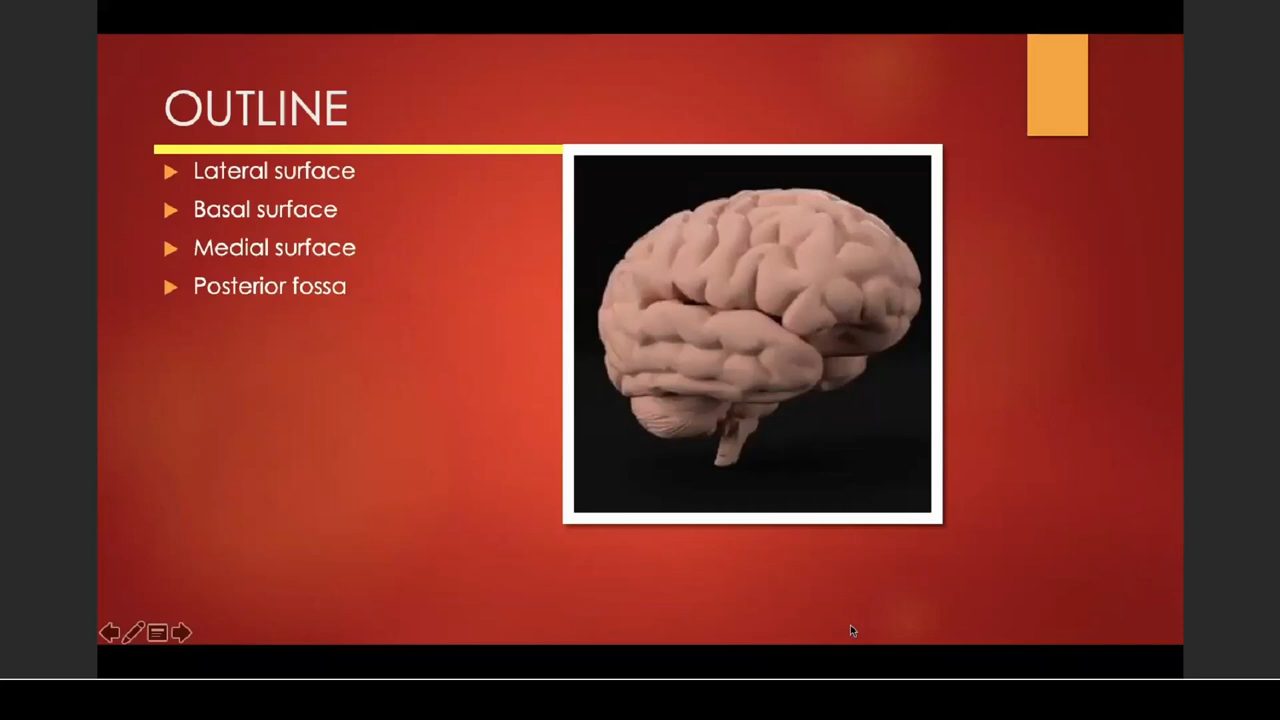 OUTLINE
Lateral surface
Basal surface
Medial surface
Posterior fossa